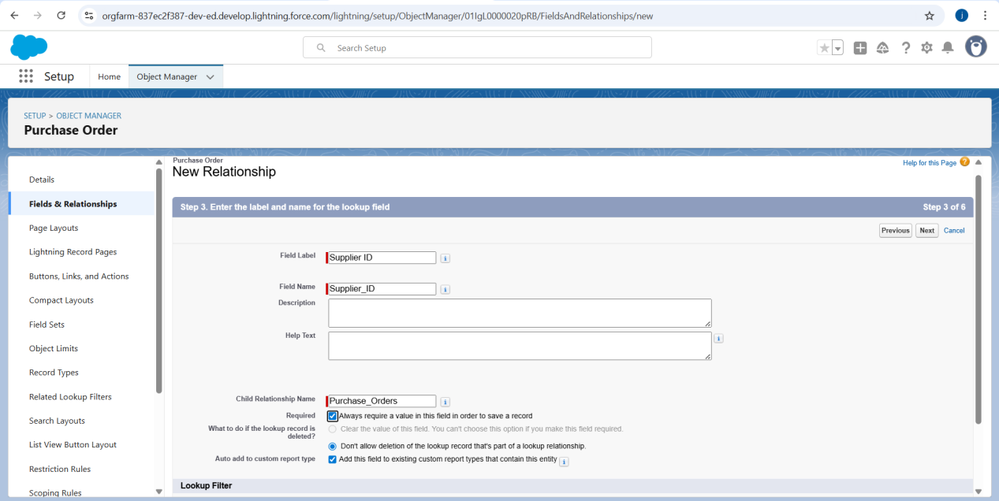 orgfarm-837ec2f387-dev-ed.develop.lightning.force.com/lightning/setup/ObjectManager/01IgL0000020pRB/FieldsAndRelationships/new
j
Search Setup
Setup
Home
Object Manager
SETUP > OBJECT MANAGER
Purchase Order
Details
Fields & Relationships
Page Layouts
Lightning Record Pages
Buttons, Links, and Actions
Compact Layouts
Field Sets
Object Limits
Record Types
Related Lookup Filters
Search Layouts
List View Button Layout
Restriction Rules
Scoping Rules
Purchase Order
New Relationship
Help for this Page ?
Step 3. Enter the label and name for the lookup field Step 3 of 6
Previous Next Cancel
Field Label Supplier ID i
Field Name Supplier_ID i
Description
Help Text i
Child Relationship Name Purchase_Orders i
Required Always require a value in this field in order to save a record
What to do if the lookup record is deleted? Clear the value of this field. You can't choose this option if you make this field required.
Don't allow deletion of the lookup record that's part of a lookup relationship.
Auto add to custom report type Add this field to existing custom report types that contain this entity i
Lookup Filter